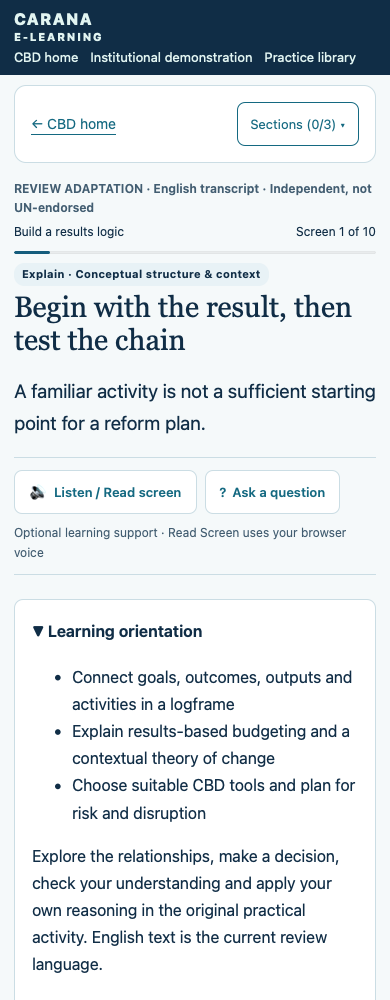 CARANA
E-LEARNING
CBD home Institutional demonstration Practice library
← CBD home
Sections (0/3) ▾
REVIEW ADAPTATION · English transcript · Independent, not
UN-endorsed
Build a results logic
Screen 1 of 10
Explain · Conceptual structure & context
Begin with the result, then
test the chain
A familiar activity is not a sufficient starting
point for a reform plan.
🔊 Listen / Read screen
? Ask a question
Optional learning support · Read Screen uses your browser
voice
▼ Learning orientation
• Connect goals, outcomes, outputs and
activities in a logframe
• Explain results-based budgeting and a
contextual theory of change
• Choose suitable CBD tools and plan for
risk and disruption
Explore the relationships, make a decision,
check your understanding and apply your
own reasoning in the original practical
activity. English text is the current review
language.